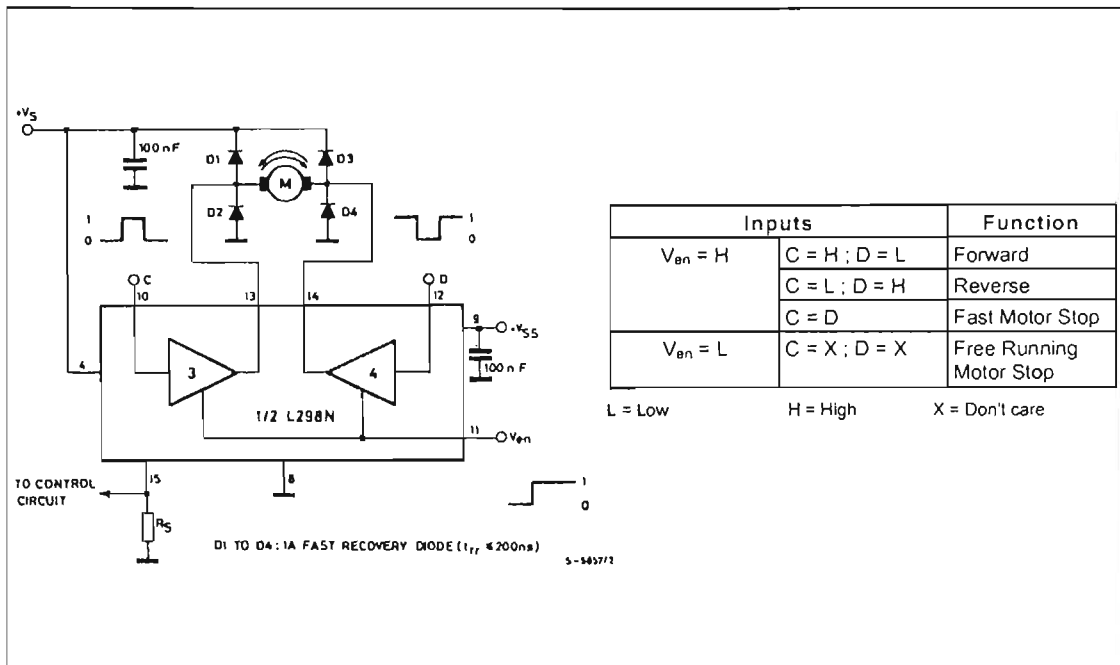 +VS
100nF
D1
D3
M
D2
D4
1
0
1
0
C
D
10
13
14
12
9
+VSS
100nF
4
3
4
1/2 L298N
11
Ven
15
8
TO CONTROL
CIRCUIT
RS
1
0
D1 TO D4 : 1A FAST RECOVERY DIODE (trr ≤ 200ns)
S-5857/2
Inputs Function
Ven = H C = H ; D = L Forward
C = L ; D = H Reverse
C = D Fast Motor Stop
Ven = L C = X ; D = X Free Running
Motor Stop
L = Low H = High X = Don't care